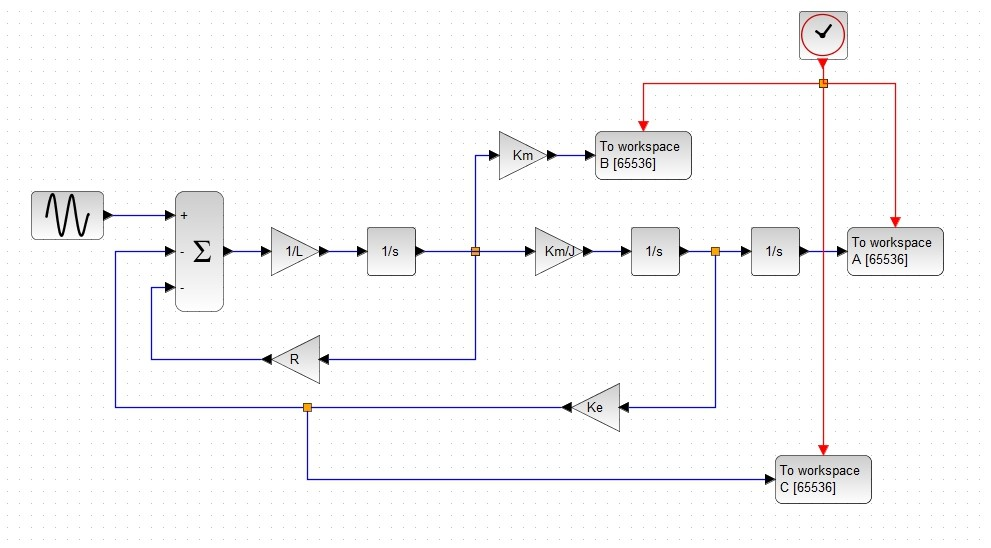 Km
To workspace
B [65536]
+
-
-
Σ
1/L
1/s
Km/J
1/s
1/s
To workspace
A [65536]
R
Ke
To workspace
C [65536]